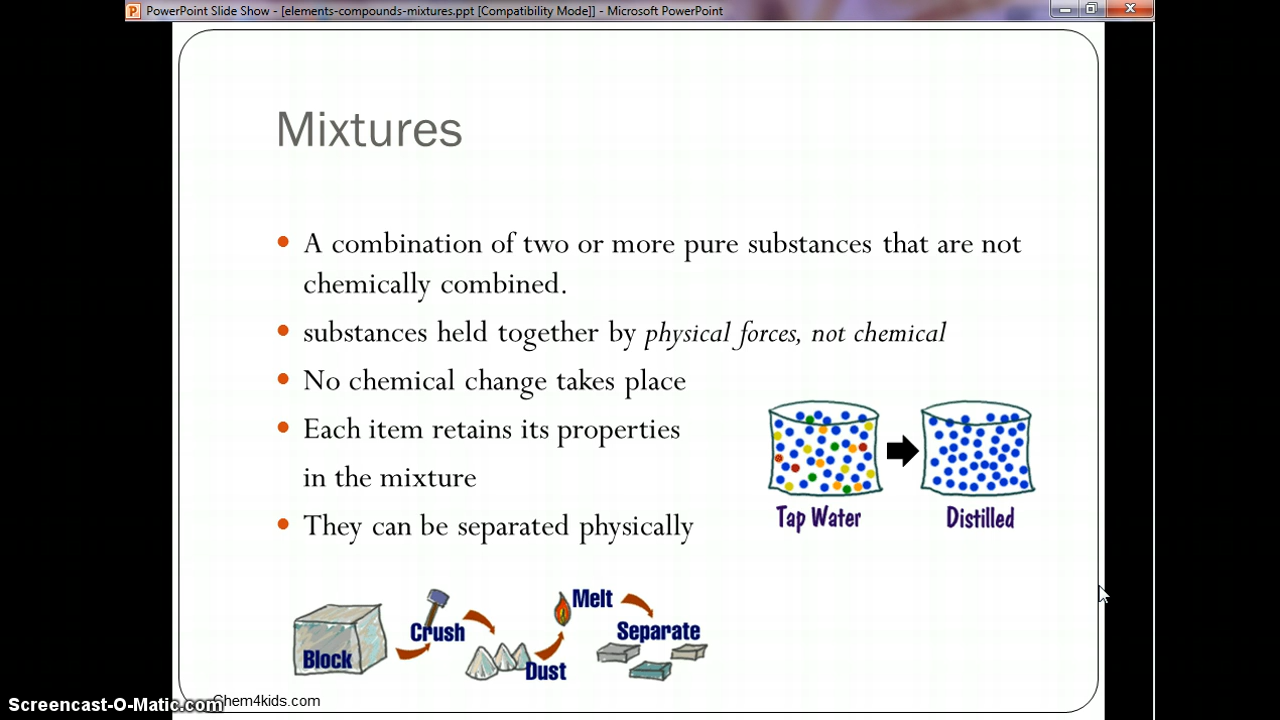 PowerPoint Slide Show - [elements-compounds-mixtures.ppt [Compatibility Mode]] - Microsoft PowerPoint
Mixtures
• A combination of two or more pure substances that are not
chemically combined.
• substances held together by physical forces, not chemical
• No chemical change takes place
• Each item retains its properties
in the mixture
• They can be separated physically
Tap Water
Distilled
Block
Crush
Dust
Melt
Separate
Chem4kids.com
Screencast-O-Matic.com